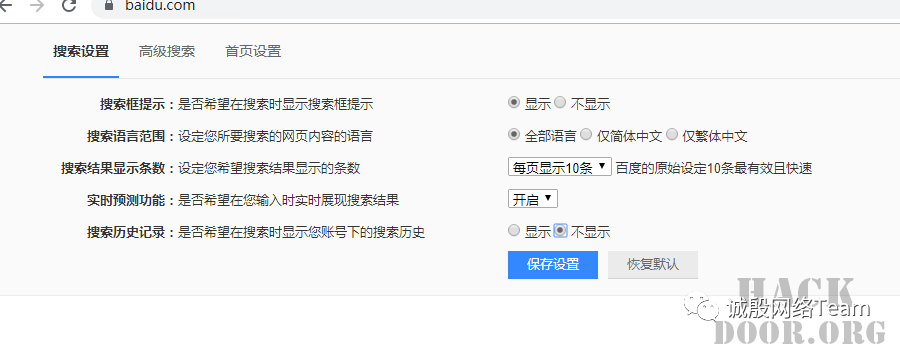 baidu.com
搜索设置 高级搜索 首页设置
搜索框提示：是否希望在搜索时显示搜索框提示 显示 不显示
搜索语言范围：设定您所要搜索的网页内容的语言 全部语言 仅简体中文 仅繁体中文
搜索结果显示条数：设定您希望搜索结果显示的条数 每页显示10条 百度的原始设定10条最有效且快速
实时预测功能：是否希望在您输入时实时展现搜索结果 开启
搜索历史记录：是否希望在搜索时显示您账号下的搜索历史 显示 不显示
保存设置 恢复默认
HACK
诚殷网络Team
DOOR.ORG